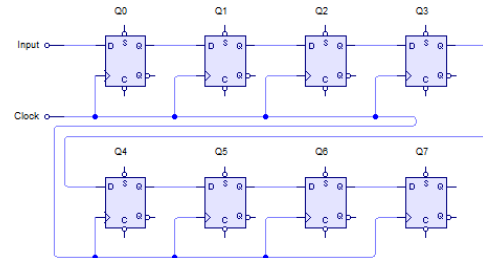 Q0 Q1 Q2 Q3
Input D S Q D S Q D S Q D S Q
C Q C Q C Q C Q
Clock
Q4 Q5 Q6 Q7
D S Q D S Q D S Q D S Q
C Q C Q C Q C Q